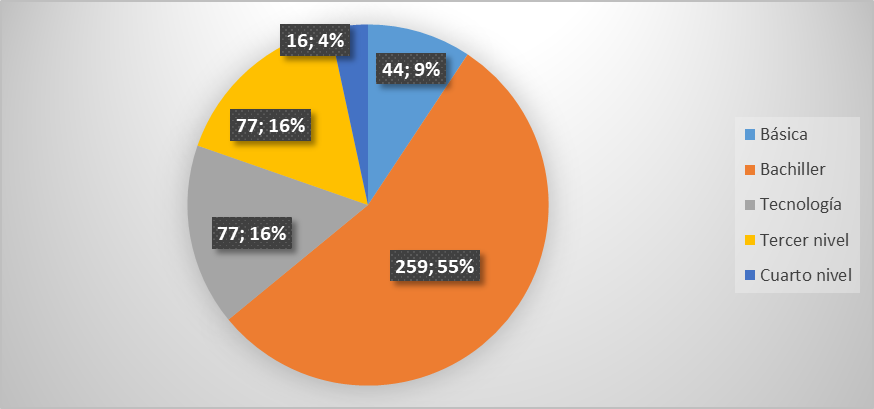 16; 4%
44; 9%
77; 16%
77; 16%
259; 55%
Básica
Bachiller
Tecnología
Tercer nivel
Cuarto nivel